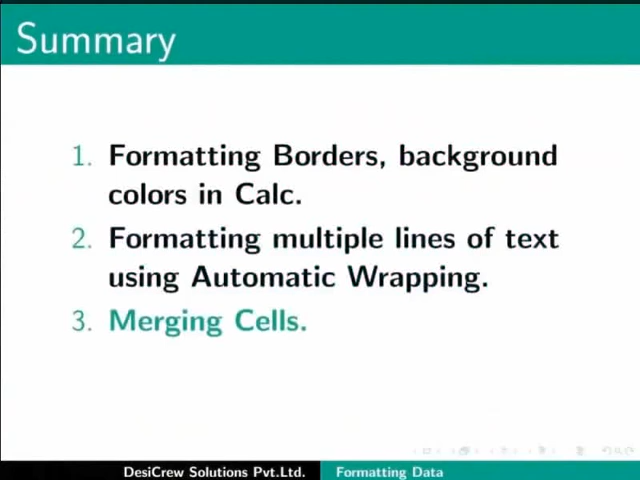 Summary
1. Formatting Borders, background
colors in Calc.
2. Formatting multiple lines of text
using Automatic Wrapping.
3. Merging Cells.
DesiCrew Solutions Pvt.Ltd. Formatting Data